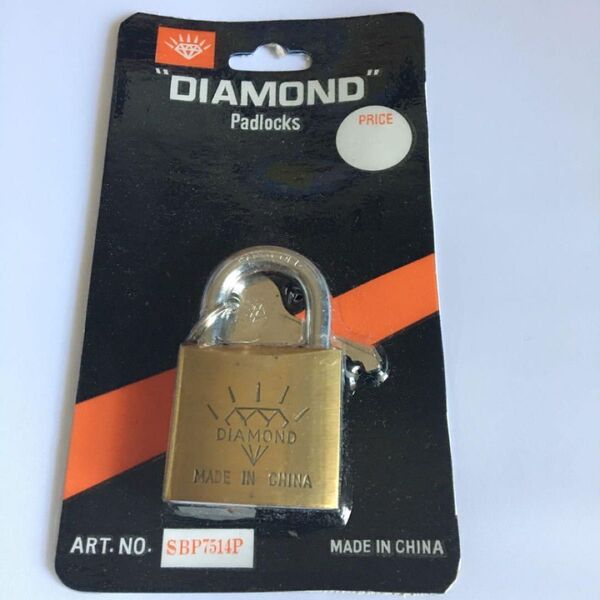 "DIAMOND"
Padlocks
PRICE
DIAMOND
MADE IN CHINA
ART. NO. SBP7514P
MADE IN CHINA